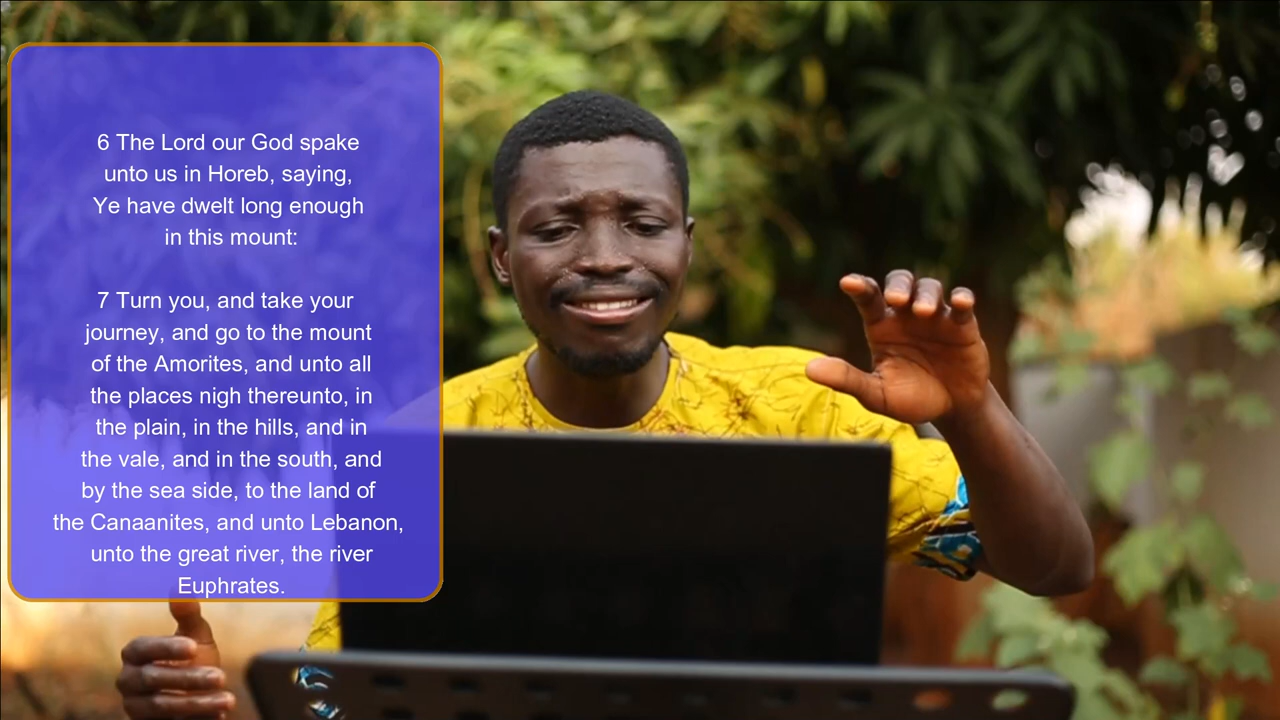 6 The Lord our God spake
unto us in Horeb, saying,
Ye have dwelt long enough
in this mount:
7 Turn you, and take your
journey, and go to the mount
of the Amorites, and unto all
the places nigh thereunto, in
the plain, in the hills, and in
the vale, and in the south, and
by the sea side, to the land of
the Canaanites, and unto Lebanon,
unto the great river, the river
Euphrates.